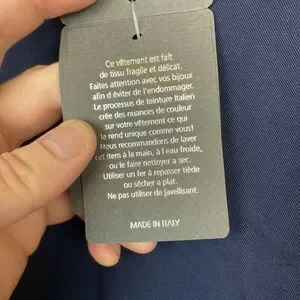 Ce vêtement est fait
de tissu fragile et délicat.
Faites attention avec vos bijoux
afin d'éviter de l'endommager.
Le processus de teinture Italien
crée des nuances de couleur
sur votre vêtement ce qui
le rend unique comme vous!
Nous recommandons de laver
cet item à la main, à l'eau froide,
ou le faire nettoyer a sec.
Utiliser un fer à repasser tiède
ou sécher a plat.
Ne pas utiliser de javellisant.
MADE IN ITALY